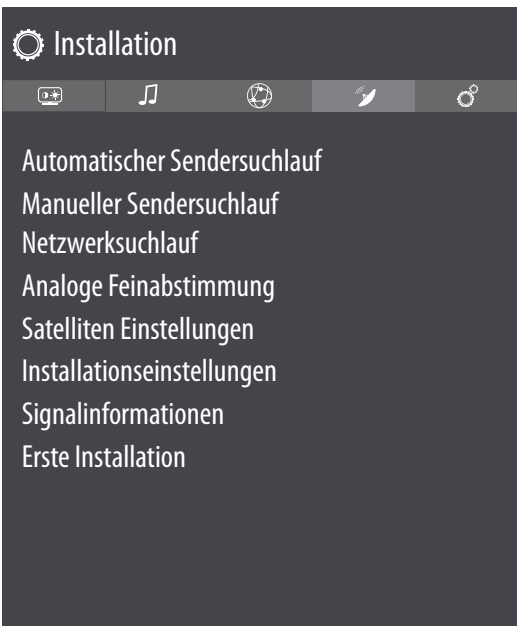 Installation
Automatischer Sendersuchlauf
Manueller Sendersuchlauf
Netzwerksuchlauf
Analoge Feinabstimmung
Satelliten Einstellungen
Installationseinstellungen
Signalinformationen
Erste Installation